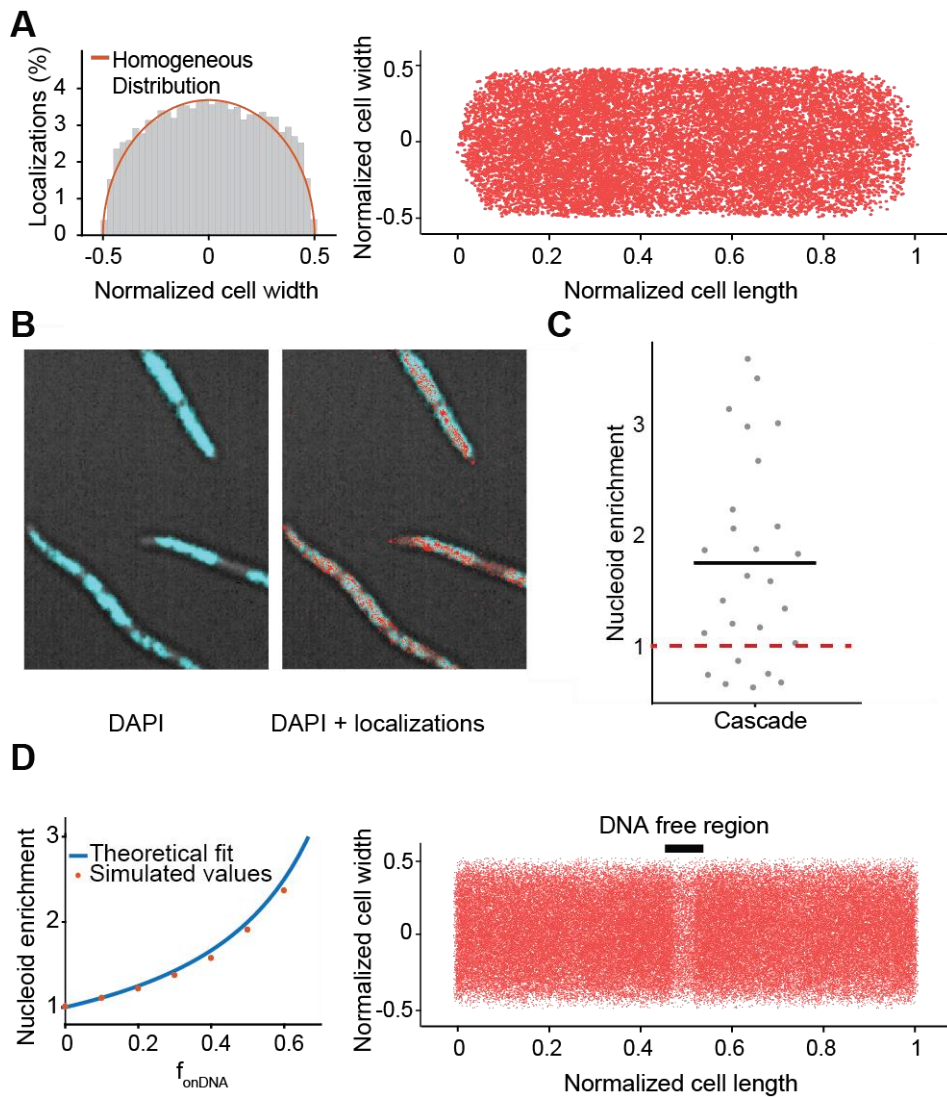 A
Localizations (%)
4
3
2
1
0
Homogeneous
Distribution
-0.5
0
0.5
Normalized cell width
Normalized cell width
0.5
0
-0.5
0
0.2
0.4
0.6
0.8
1
Normalized cell length
B
DAPI
DAPI + localizations
C
Nucleoid enrichment
3
2
1
Cascade
D
Nucleoid enrichment
3
2
1
Theoretical fit
Simulated values
0
0.2
0.4
0.6
fonDNA
DNA free region
Normalized cell width
0.5
0
-0.5
0
0.2
0.4
0.6
0.8
1
Normalized cell length